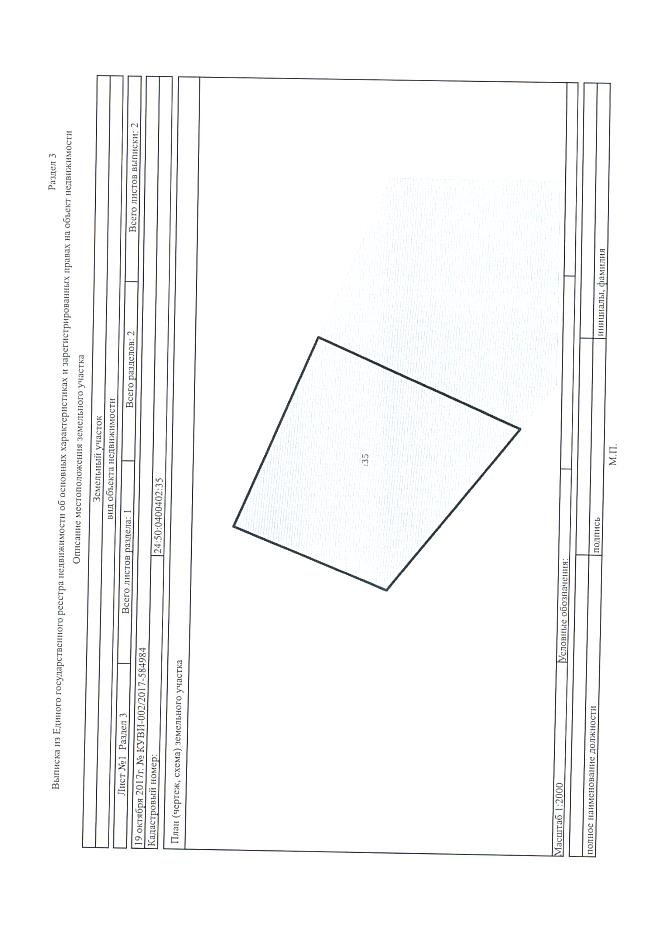 Раздел 3
Выписка из Единого государственного реестра недвижимости об основных характеристиках и зарегистрированных правах на объект недвижимости
Описание местоположения земельного участка
Земельный участок
вид объекта недвижимости
Лист №1 Раздел 3 Всего листов раздела: 1 Всего разделов: 2 Всего листов выписки: 2
19 октября 2017г. № КУВИ-002/2017-584984
Кадастровый номер: 24:50:0400402:35
План (чертеж, схема) земельного участка
:35
Масштаб 1:2000 Условные обозначения:
полное наименование должности подпись инициалы, фамилия
М.П.